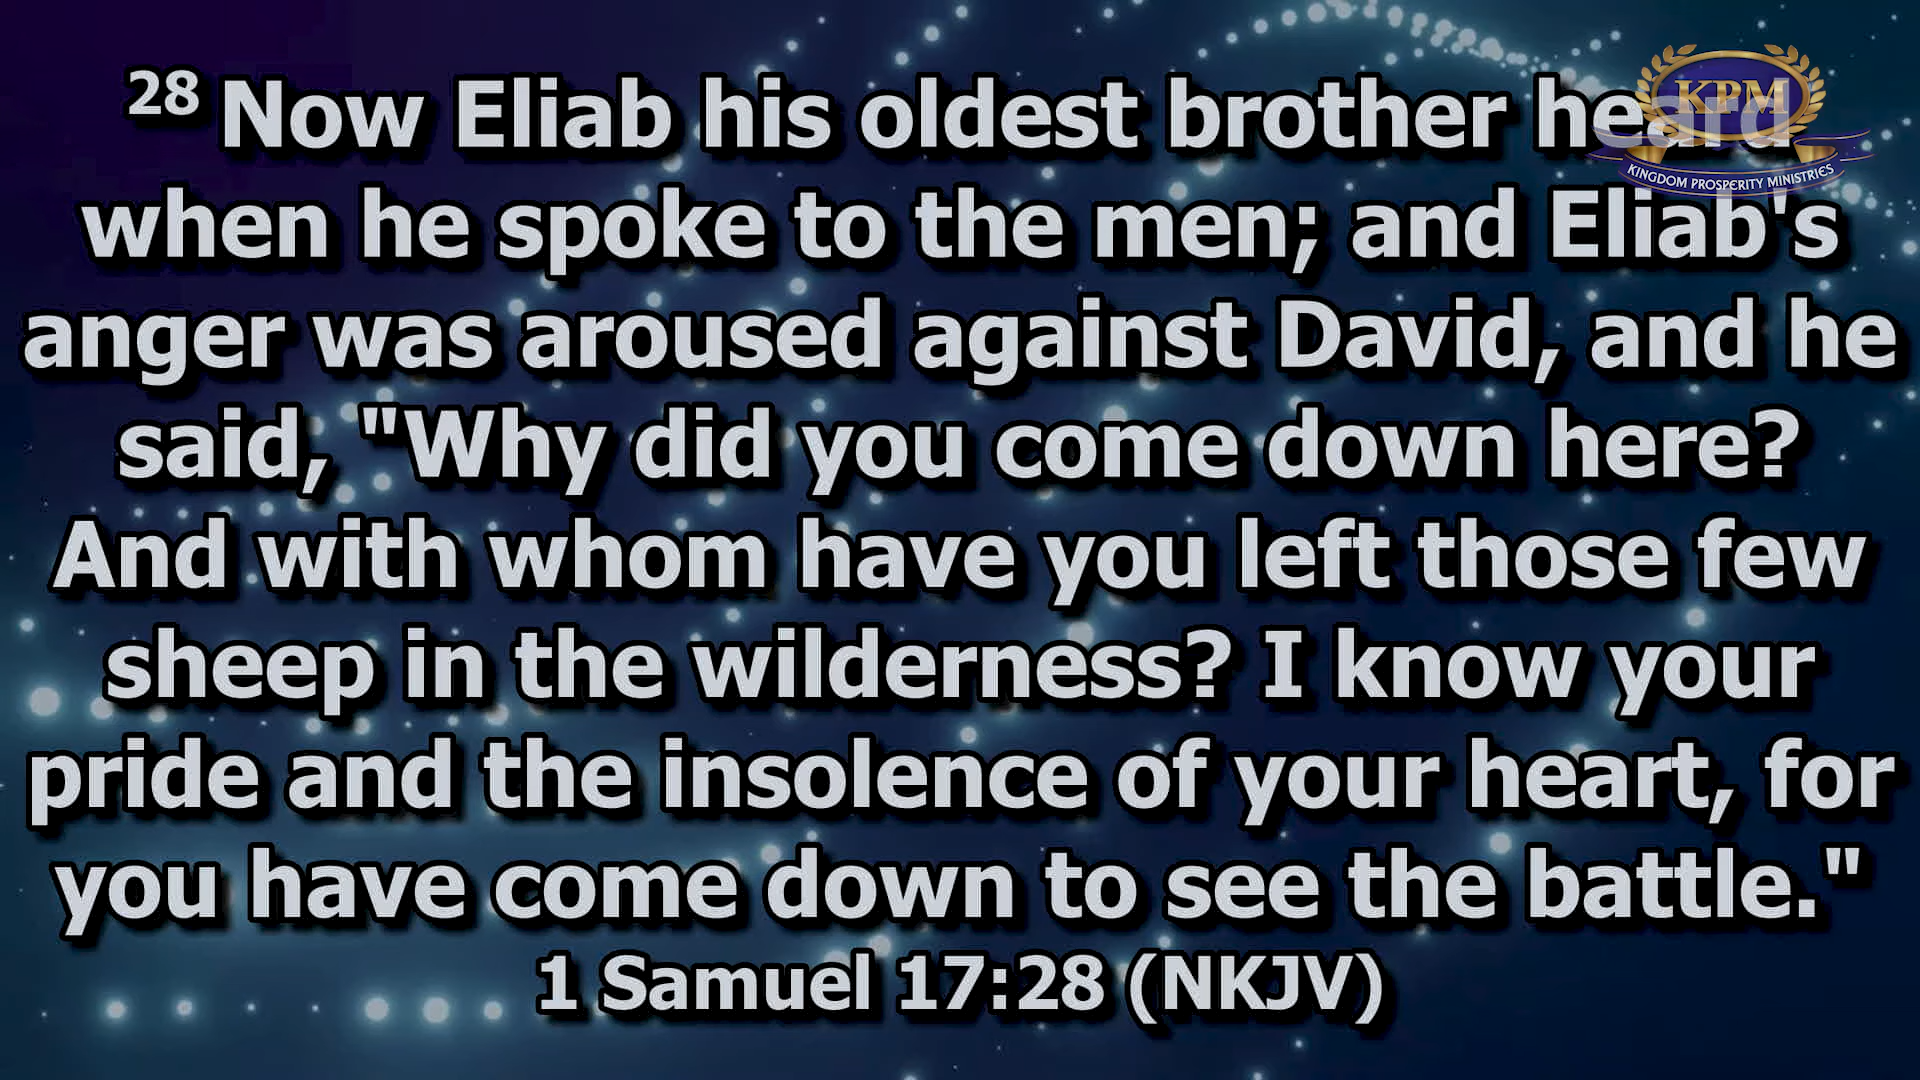 28 Now Eliab his oldest brother heard
when he spoke to the men; and Eliab's
anger was aroused against David, and he
said, "Why did you come down here?
And with whom have you left those few
sheep in the wilderness? I know your
pride and the insolence of your heart, for
you have come down to see the battle."
1 Samuel 17:28 (NKJV)
KPM
KINGDOM PROSPERITY MINISTRIES